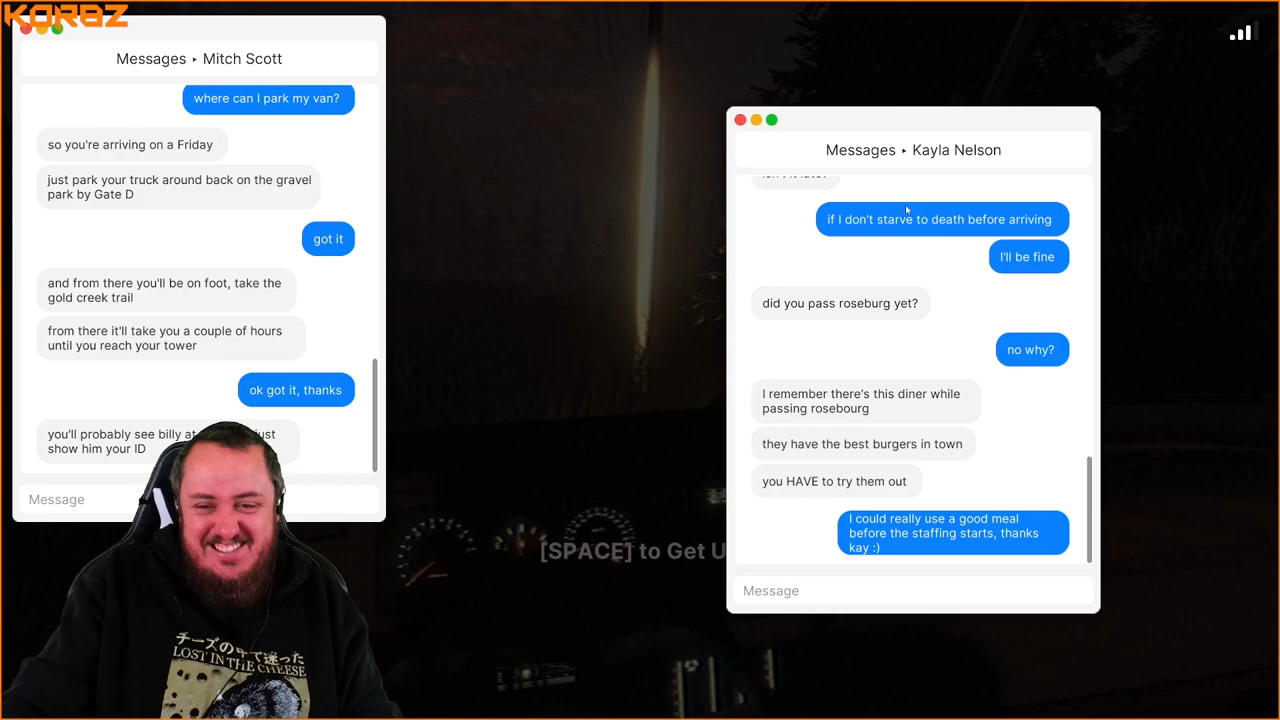 KORBZ
Messages ▸ Mitch Scott
where can I park my van?
so you're arriving on a Friday
just park your truck around back on the gravel
park by Gate D
got it
and from there you'll be on foot, take the
gold creek trail
from there it'll take you a couple of hours
until you reach your tower
ok got it, thanks
you'll probably see billy at just
show him your ID
Message
Messages ▸ Kayla Nelson
if I don't starve to death before arriving
I'll be fine
did you pass roseburg yet?
no why?
I remember there's this diner while
passing rosebourg
they have the best burgers in town
you HAVE to try them out
I could really use a good meal
before the staffing starts, thanks
kay :)
Message
[SPACE] to Get U
チーズの中で迷った
LOST IN THE CHEESE